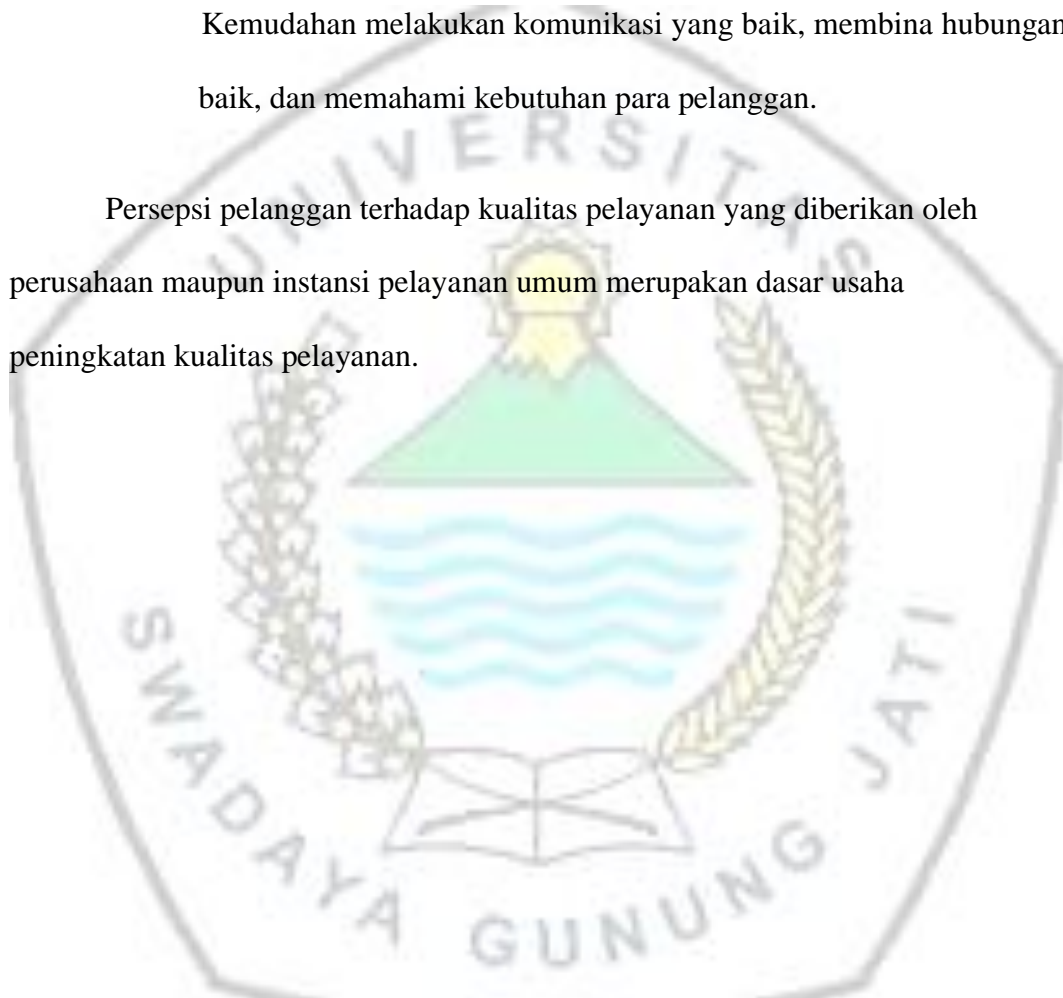 Kemudahan melakukan komunikasi yang baik, membina hubungan
baik, dan memahami kebutuhan para pelanggan.
UNIVERSITAS
Persepsi pelanggan terhadap kualitas pelayanan yang diberikan oleh
perusahaan maupun instansi pelayanan umum merupakan dasar usaha
peningkatan kualitas pelayanan.
SWADAYA GUNUNG JATI